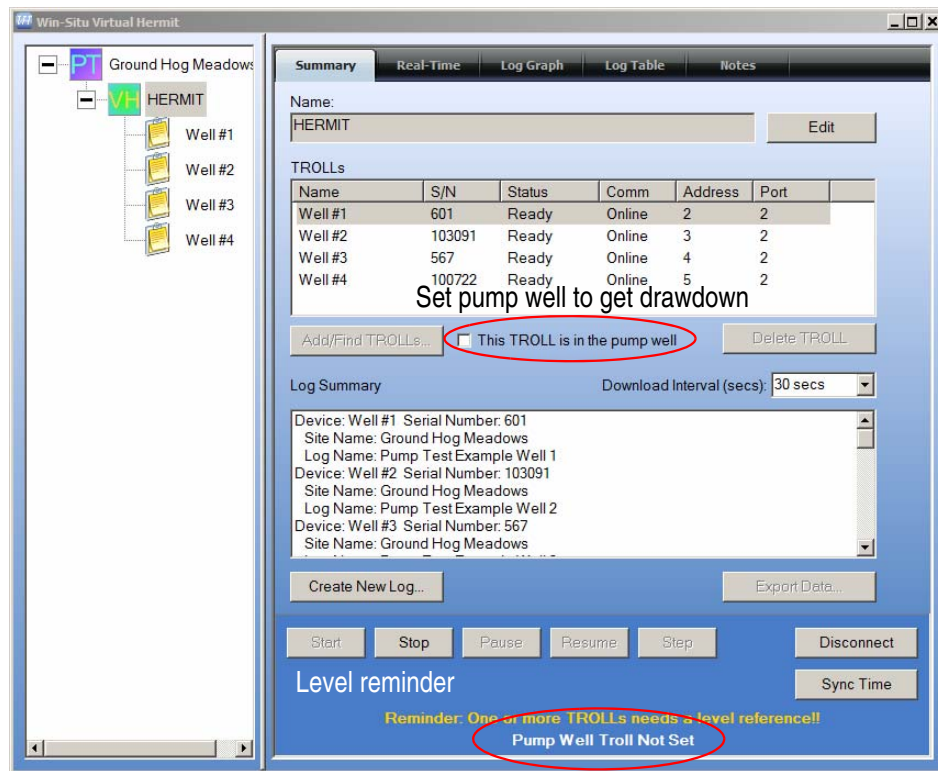 Win-Situ Virtual Hermit
PT Ground Hog Meadows
VH HERMIT
Well #1
Well #2
Well #3
Well #4
Summary Real-Time Log Graph Log Table Notes
Name:
HERMIT Edit
TROLLs
Name S/N Status Comm Address Port
Well #1 601 Ready Online 2 2
Well #2 103091 Ready Online 3 2
Well #3 567 Ready Online 4 2
Well #4 100722 Ready Online 5 2
Set pump well to get drawdown
Add/Find TROLLs... This TROLL is in the pump well Delete TROLL
Log Summary Download Interval (secs): 30 secs
Device: Well #1 Serial Number: 601
Site Name: Ground Hog Meadows
Log Name: Pump Test Example Well 1
Device: Well #2 Serial Number: 103091
Site Name: Ground Hog Meadows
Log Name: Pump Test Example Well 2
Device: Well #3 Serial Number: 567
Site Name: Ground Hog Meadows
Create New Log... Export Data...
Start Stop Pause Resume Step Disconnect
Level reminder Sync Time
Reminder: One or more TROLLs needs a level reference!!
Pump Well Troll Not Set